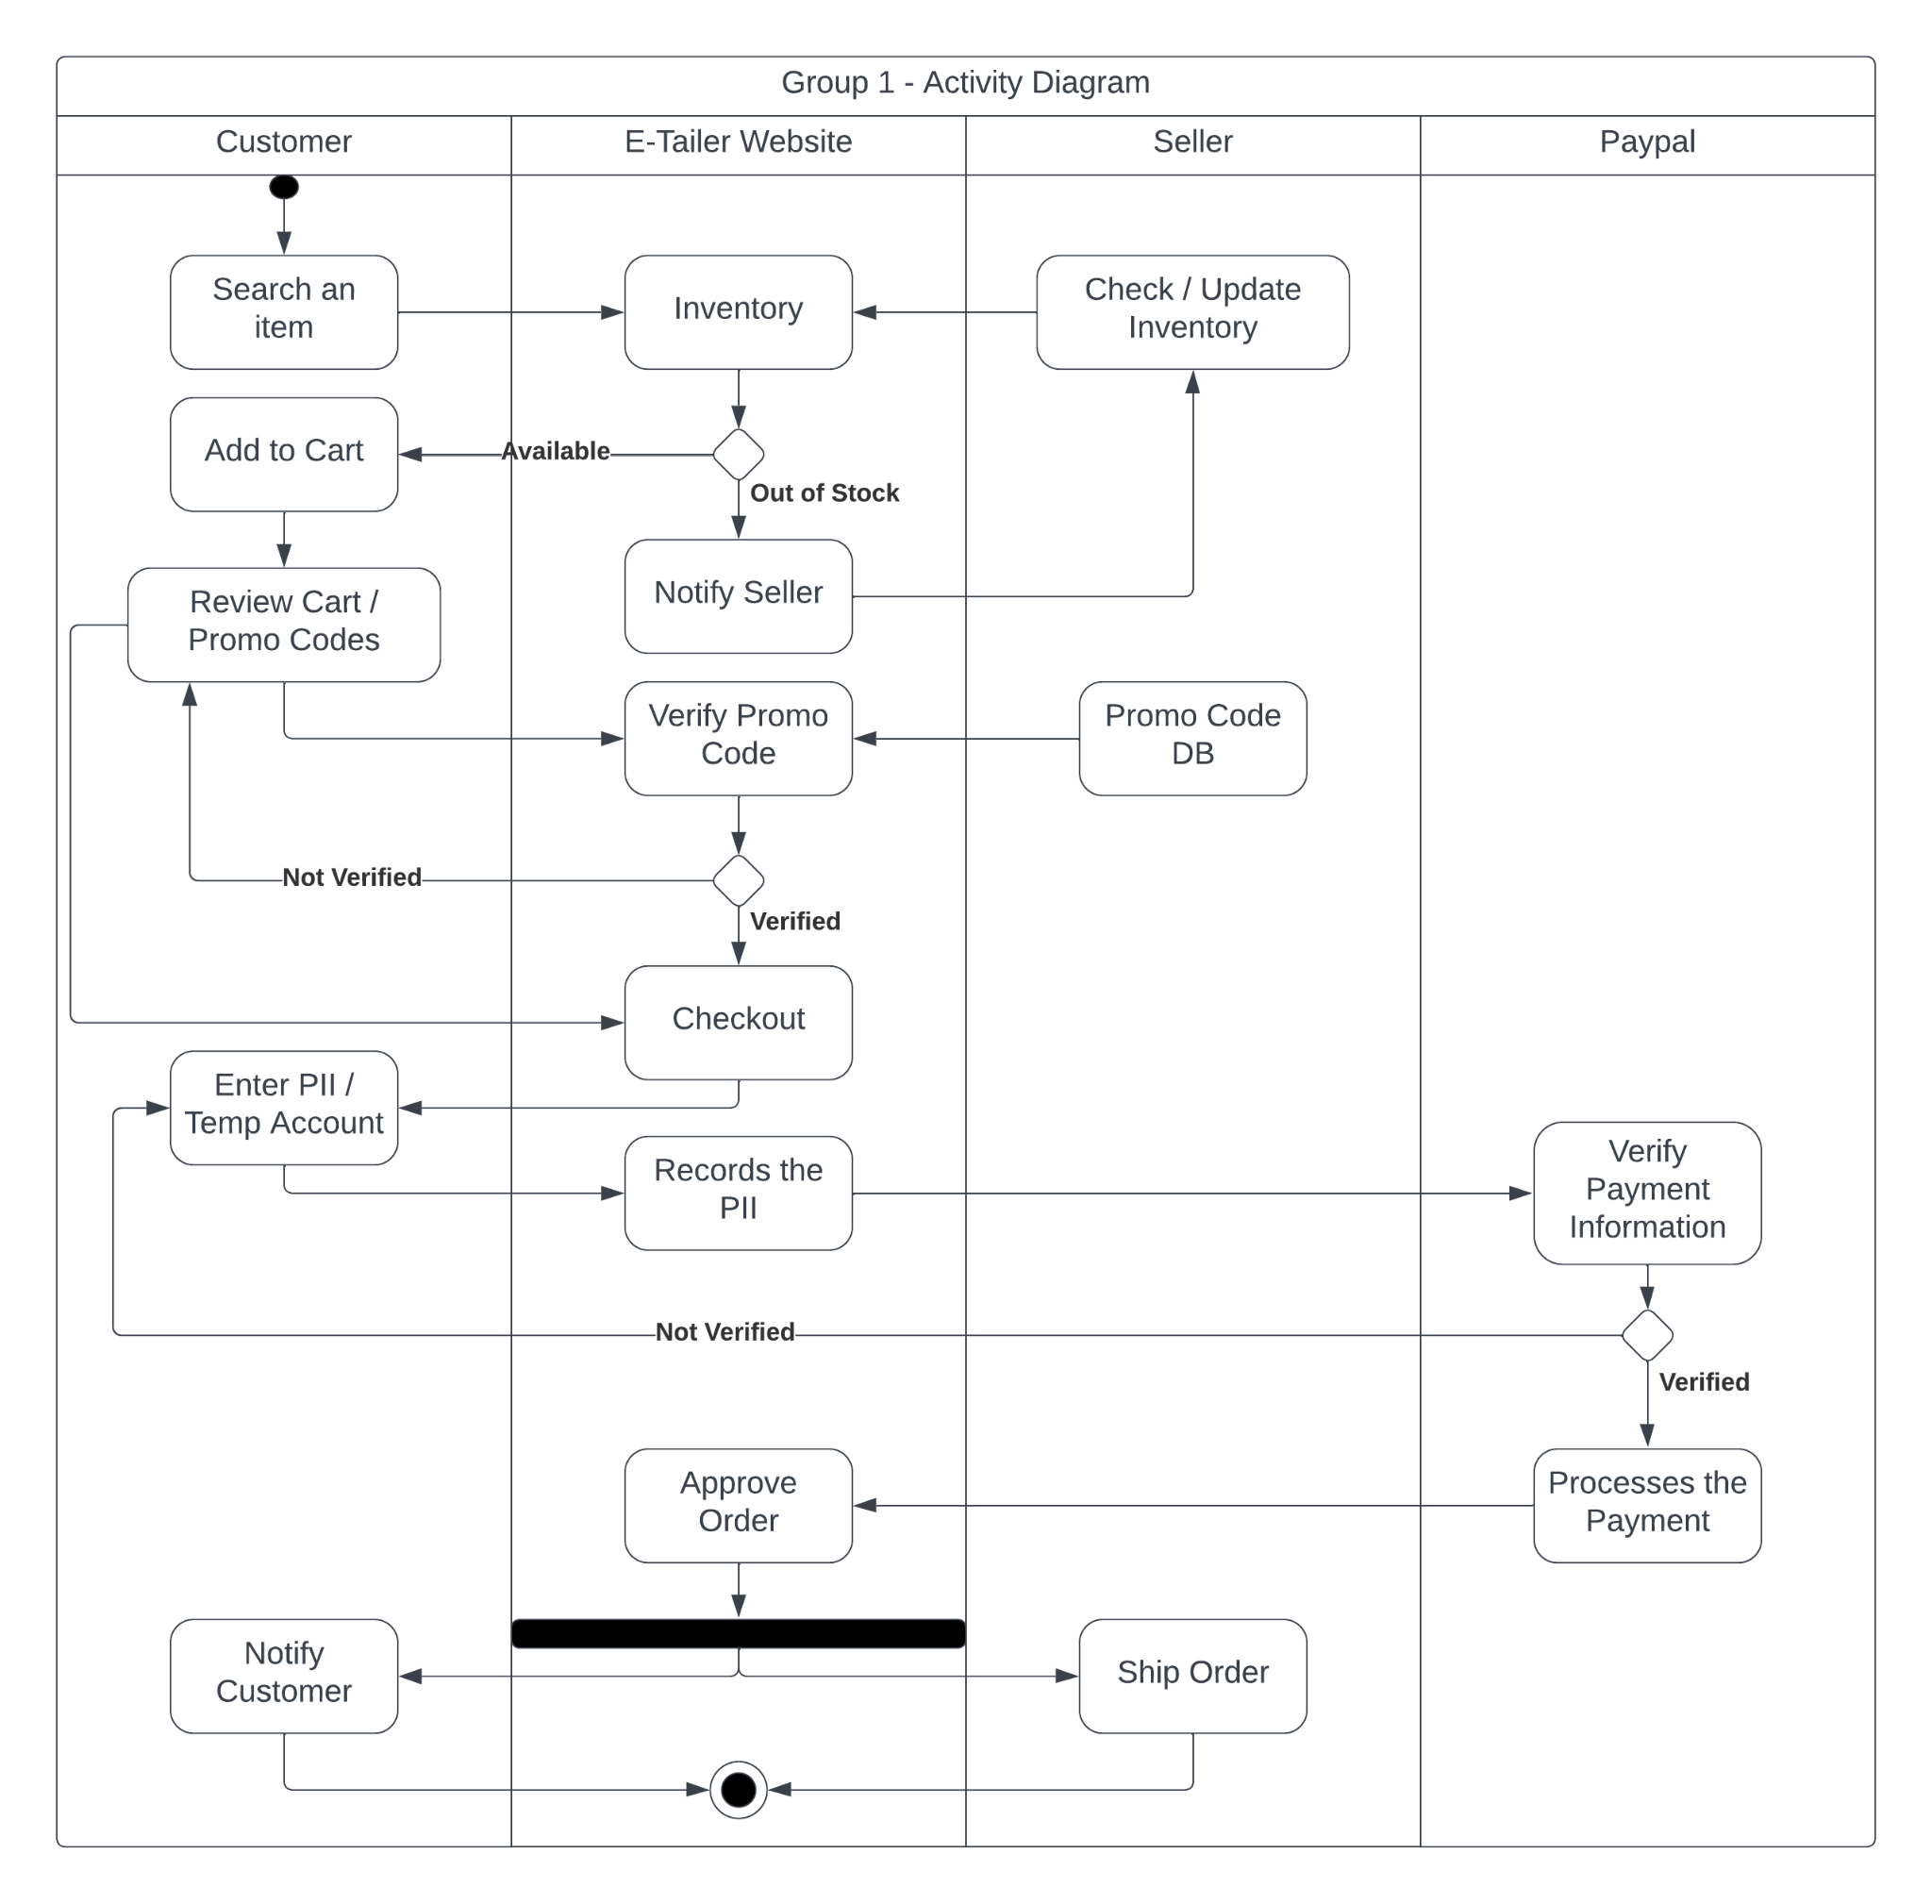 Group 1 - Activity Diagram
Customer
E-Tailer Website
Seller
Paypal
Search an
item
Inventory
Check / Update
Inventory
Add to Cart
Available
Out of Stock
Review Cart /
Promo Codes
Notify Seller
Verify Promo
Code
Promo Code
DB
Not Verified
Verified
Checkout
Enter PII /
Temp Account
Records the
PII
Verify
Payment
Information
Not Verified
Verified
Approve
Order
Processes the
Payment
Notify
Customer
Ship Order